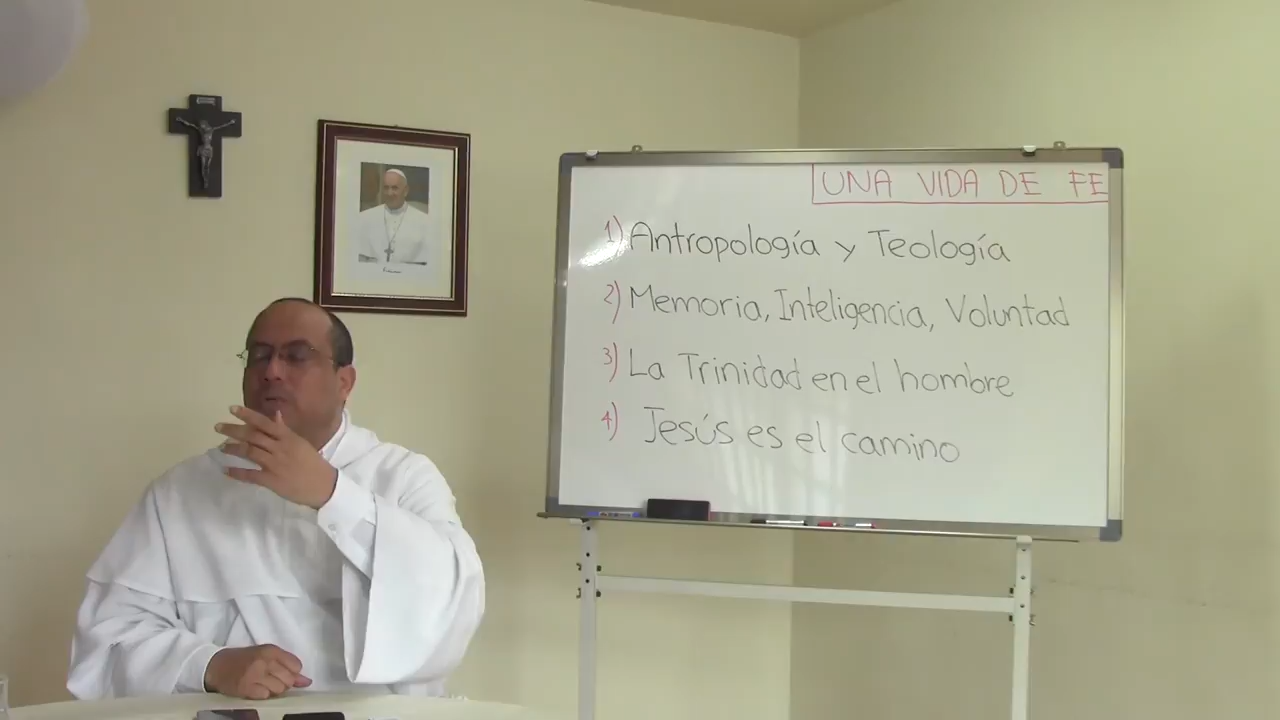 UNA VIDA DE FE
1) Antropología y Teología
2) Memoria, Inteligencia, Voluntad
3) La Trinidad en el hombre
4) Jesús es el camino